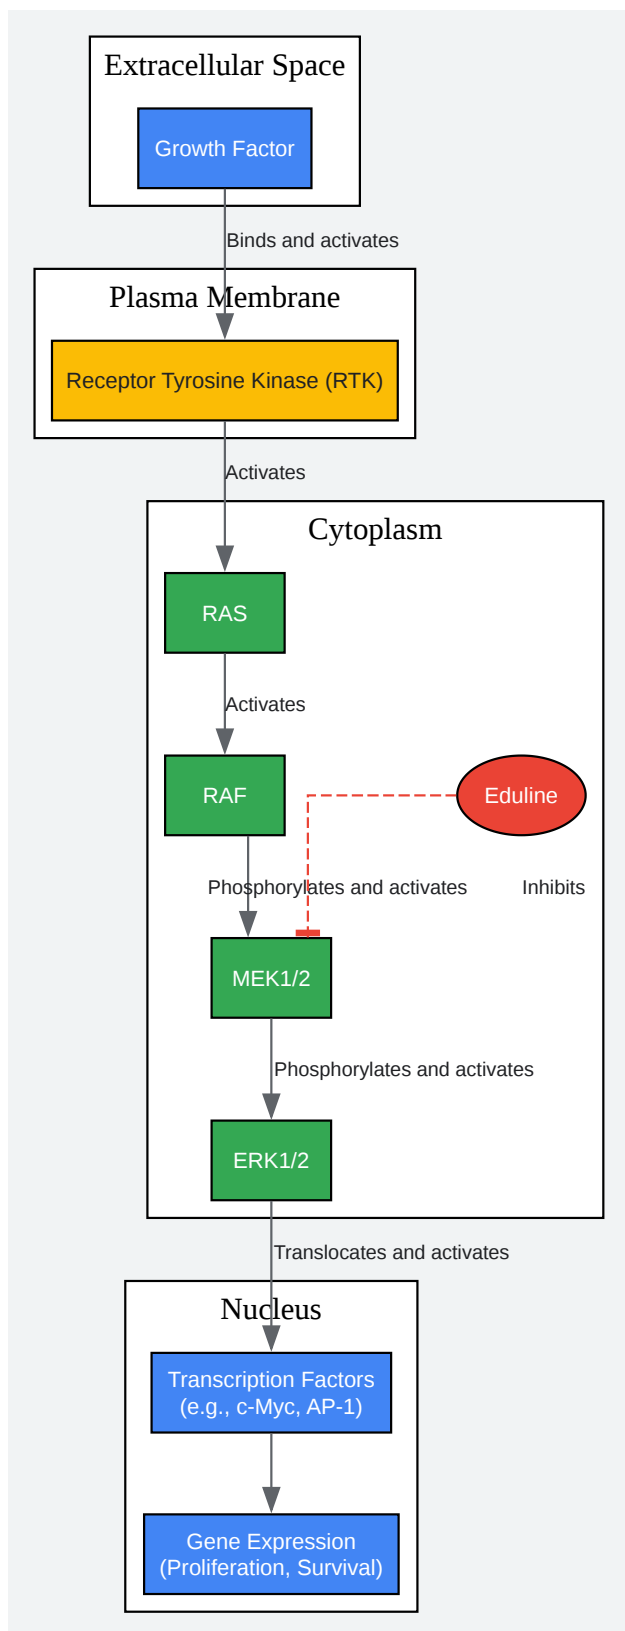 Extracellular Space
Growth Factor
Binds and activates
Plasma Membrane
Receptor Tyrosine Kinase (RTK)
Activates
Cytoplasm
RAS
Activates
RAF
Eduline
Phosphorylates and activates
Inhibits
MEK1/2
Phosphorylates and activates
ERK1/2
Translocates and activates
Nucleus
Transcription Factors
(e.g., c-Myc, AP-1)
Gene Expression
(Proliferation, Survival)